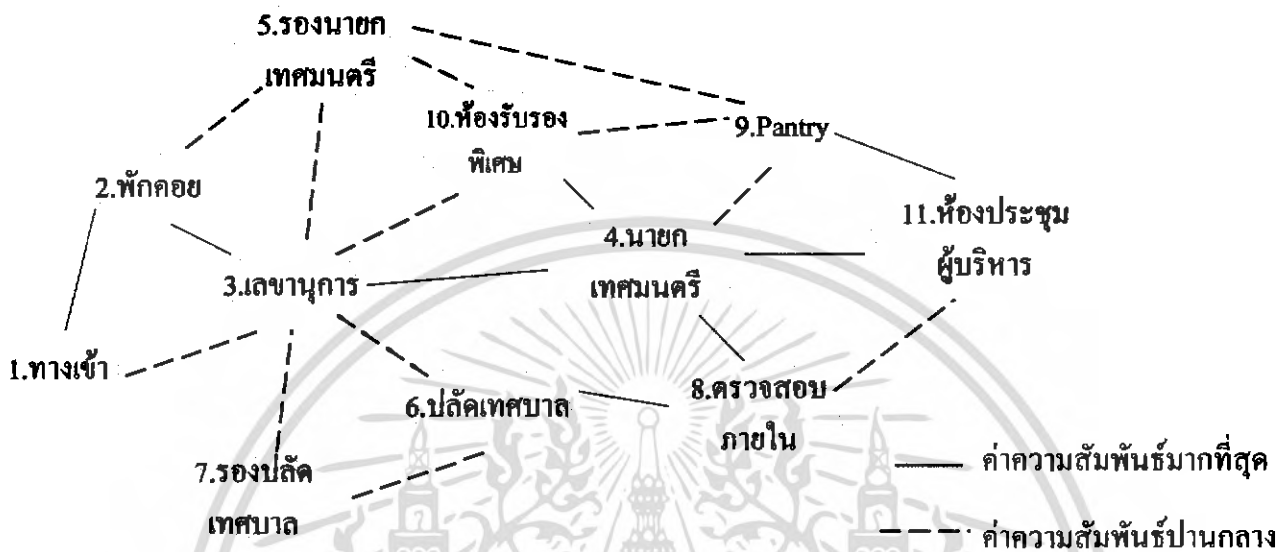 5.รองนายก
เทศมนตรี
10.ห้องรับรอง
พิเศษ
9.Pantry
2.พักคอย
11.ห้องประชุม
ผู้บริหาร
4.นายก
เทศมนตรี
3.เลขานุการ
1.ทางเข้า
6.ปลัดเทศบาล
8.ตรวจสอบ
ภายใน
7.รองปลัด
เทศบาล
ค่าความสัมพันธ์มากที่สุด
ค่าความสัมพันธ์ปานกลาง